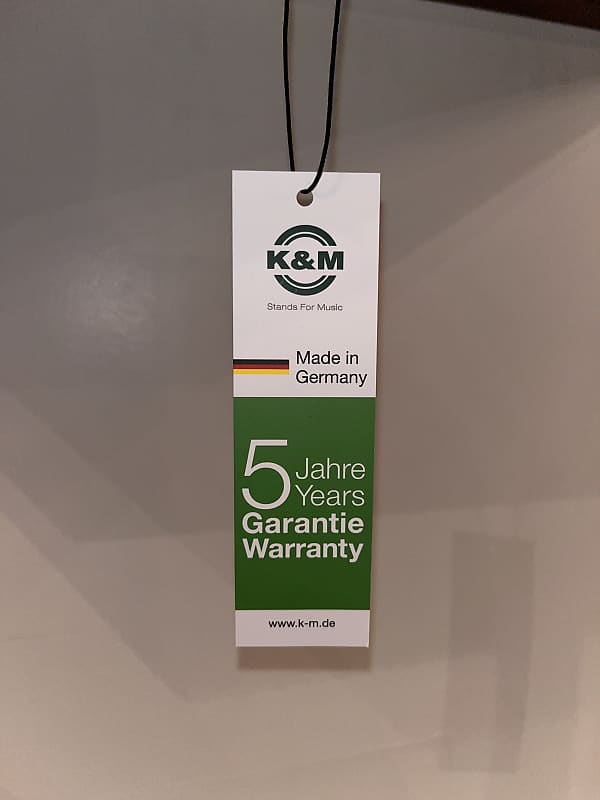 K&M
Stands For Music
Made in
Germany
5 Jahre
Years
Garantie
Warranty
www.k-m.de